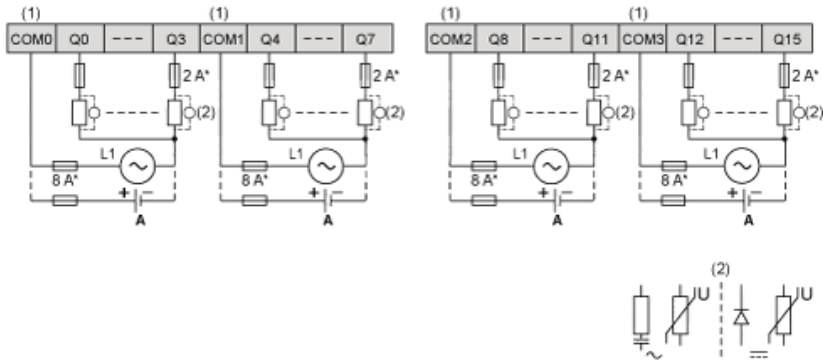 (1) (1) (1) (1)
COM0 Q0 --- Q3 COM1 Q4 --- Q7 COM2 Q8 --- Q11 COM3 Q12 --- Q15
2 A* 2 A* 2 A* 2 A*
(2) (2) (2) (2)
L1 L1 L1 L1
8 A* 8 A* 8 A* 8 A*
+ − + − + − + −
A A A A
(2)
U U